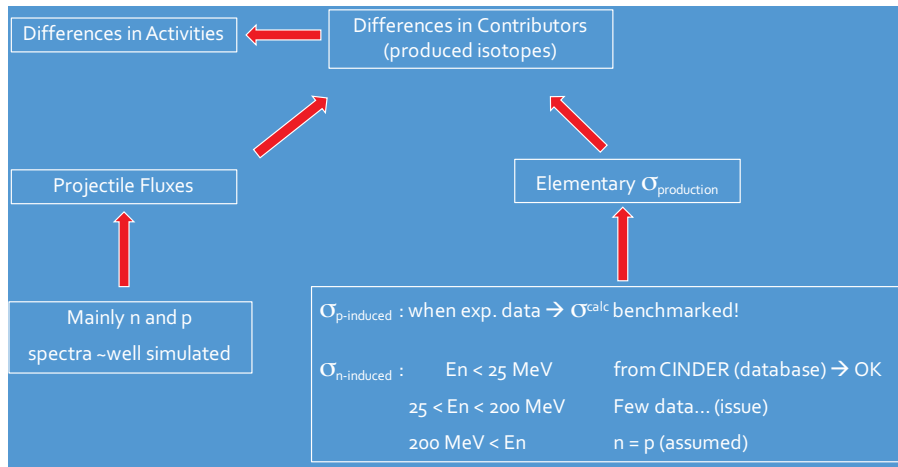 Differences in Activities
Differences in Contributors
(produced isotopes)
Projectile Fluxes
Elementary σproduction
Mainly n and p
spectra ~well simulated
σp-induced : when exp. data → σcalc benchmarked!
σn-induced : En < 25 MeV from CINDER (database) → OK
25 < En < 200 MeV Few data... (issue)
200 MeV < En n = p (assumed)